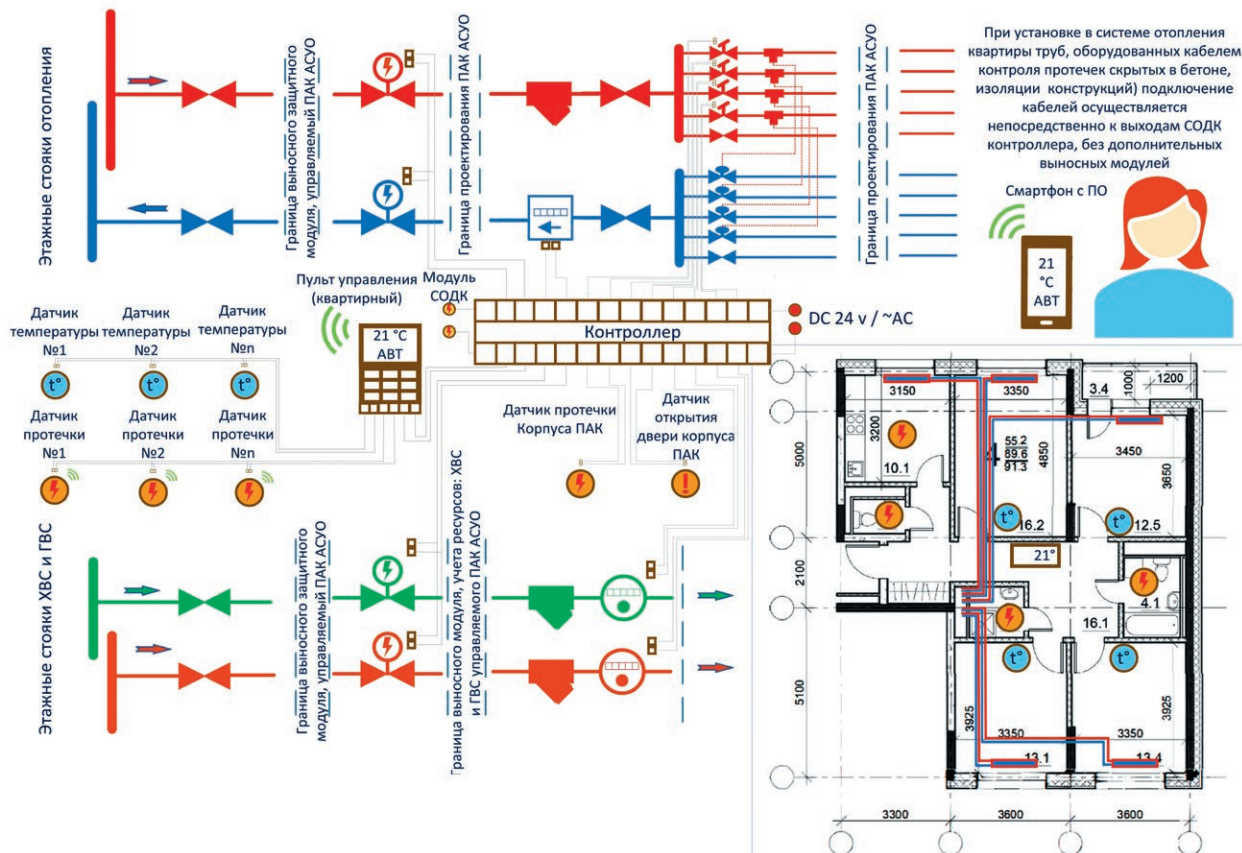 Этажные стояки отопления
Граница выносного защитного
модуля, управляемый ПАК АСУО
Граница проектирования ПАК АСУО
Граница проектирования ПАК АСУО
При установке в системе отопления
квартиры труб, оборудованных кабелем
контроля протечек скрытых в бетоне,
изоляции конструкций) подключение
кабелей осуществляется
непосредственно к выходам СОДК
контроллера, без дополнительных
выносных модулей
Смартфон с ПО
21
°C
АВТ
Пульт управления
(квартирный)
21 °C
АВТ
Модуль
СОДК
Контроллер
DC 24 v / ~AC
Датчик
температуры
№1
Датчик
температуры
№2
Датчик
температуры
№n
t°
t°
t°
Датчик
протечки
№1
Датчик
протечки
№2
Датчик
протечки
№n
Датчик протечки
Корпуса ПАК
Датчик
открытия
двери корпуса
ПАК
!
Этажные стояки ХВС и ГВС
Граница выносного защитного
модуля, управляемый ПАК АСУО
Граница выносного модуля, учета ресурсов: ХВС
и ГВС управляемого ПАК АСУО
3150
3350
3.4
1000
1200
5000
3200
10.1
55.2
89.6
91.3
4850
3450
3650
t°
16.2
t°
12.5
2100
21°
4.1
16.1
t°
t°
5100
3925
3350
3350
3925
13.1
13.4
3300
3600
3600